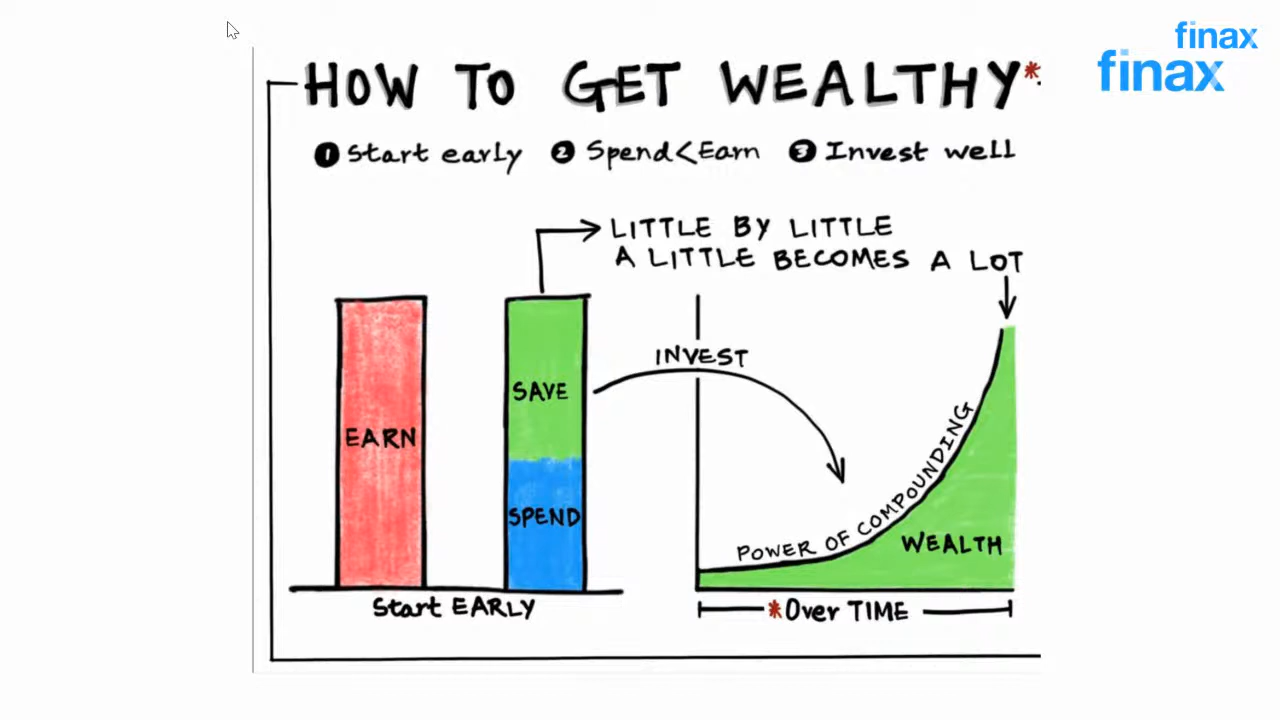 finax
finax
HOW TO GET WEALTHY*
1 Start early 2 Spend<Earn 3 Invest well
LITTLE BY LITTLE
A LITTLE BECOMES A LOT
INVEST
SAVE
EARN
SPEND
POWER OF COMPOUNDING
WEALTH
Start EARLY
*Over TIME